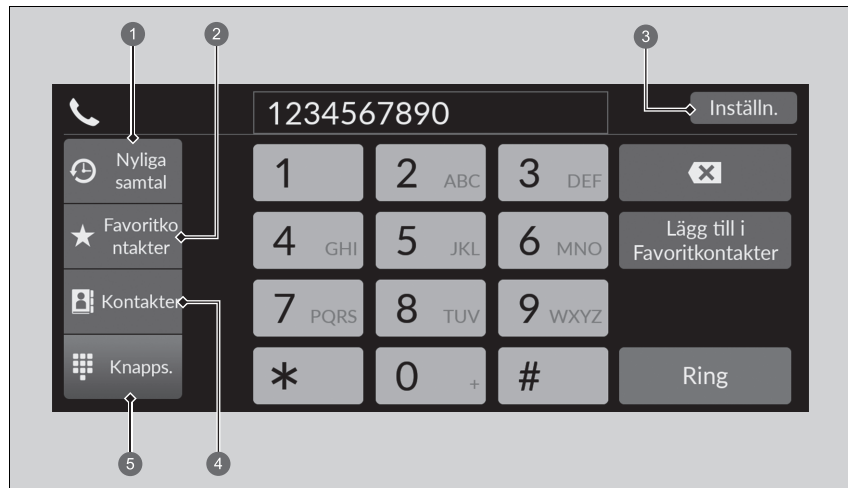 1
2
3
1234567890
Inställn.
Nyliga
samtal
1
2 ABC
3 DEF
Favoritko
ntakter
4 GHI
5 JKL
6 MNO
Lägg till i
Favoritkontakter
Kontakter
7 PQRS
8 TUV
9 WXYZ
Knapps.
*
0 +
#
Ring
5
4